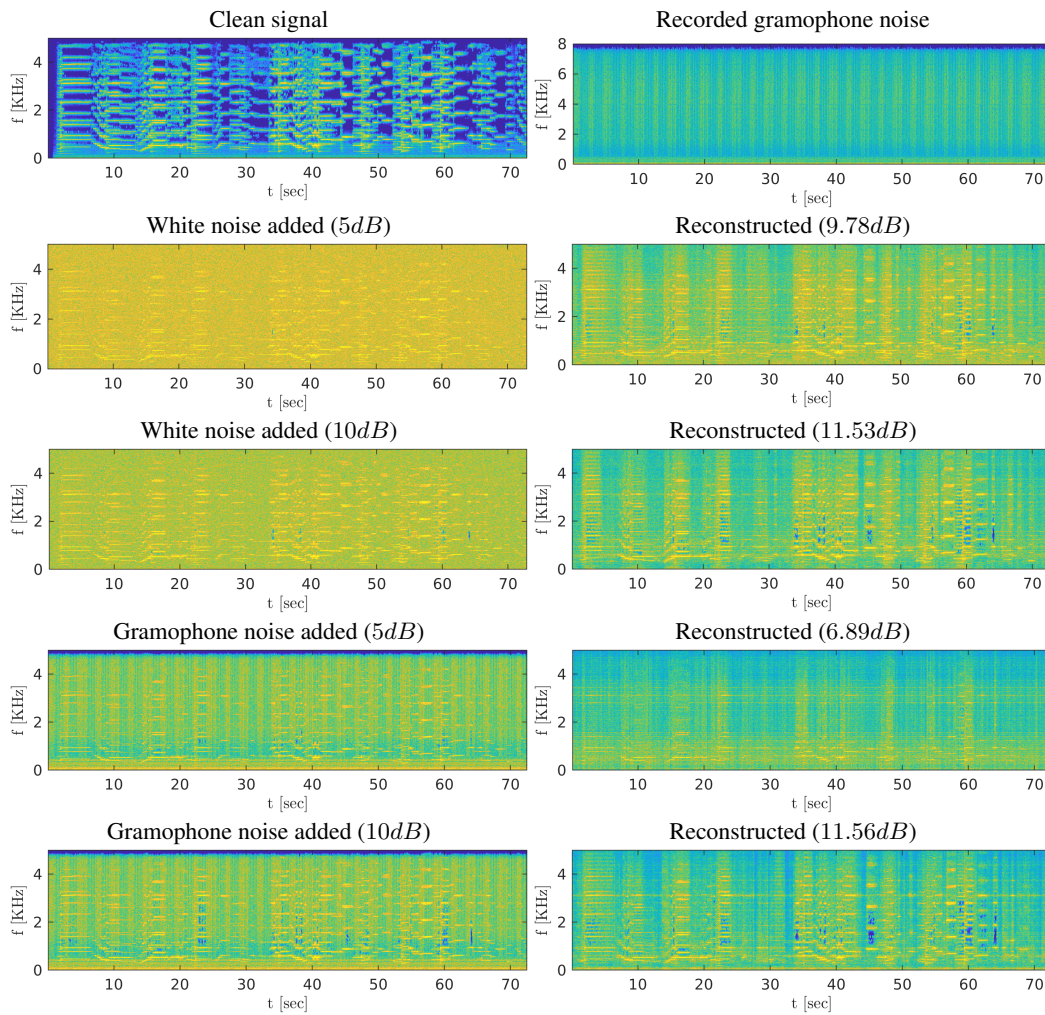 Clean signal
f [KHz]
4
2
0
10 20 30 40 50 60 70
t [sec]
Recorded gramophone noise
f [KHz]
8
6
4
2
0
10 20 30 40 50 60 70
t [sec]
White noise added (5dB)
f [KHz]
4
2
0
10 20 30 40 50 60 70
t [sec]
Reconstructed (9.78dB)
f [KHz]
4
2
0
10 20 30 40 50 60 70
t [sec]
White noise added (10dB)
f [KHz]
4
2
0
10 20 30 40 50 60 70
t [sec]
Reconstructed (11.53dB)
f [KHz]
4
2
0
10 20 30 40 50 60 70
t [sec]
Gramophone noise added (5dB)
f [KHz]
4
2
0
10 20 30 40 50 60 70
t [sec]
Reconstructed (6.89dB)
f [KHz]
4
2
0
10 20 30 40 50 60 70
t [sec]
Gramophone noise added (10dB)
f [KHz]
4
2
0
10 20 30 40 50 60 70
t [sec]
Reconstructed (11.56dB)
f [KHz]
4
2
0
10 20 30 40 50 60 70
t [sec]